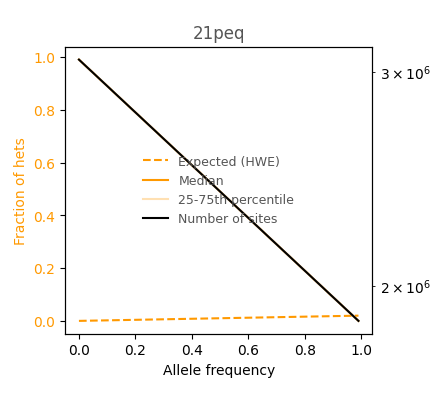 21peq
1.0
0.8
0.6
0.4
0.2
0.0
Fraction of hets
3 × 10⁶
2 × 10⁶
Expected (HWE)
Median
25-75th percentile
Number of sites
0.0 0.2 0.4 0.6 0.8 1.0
Allele frequency